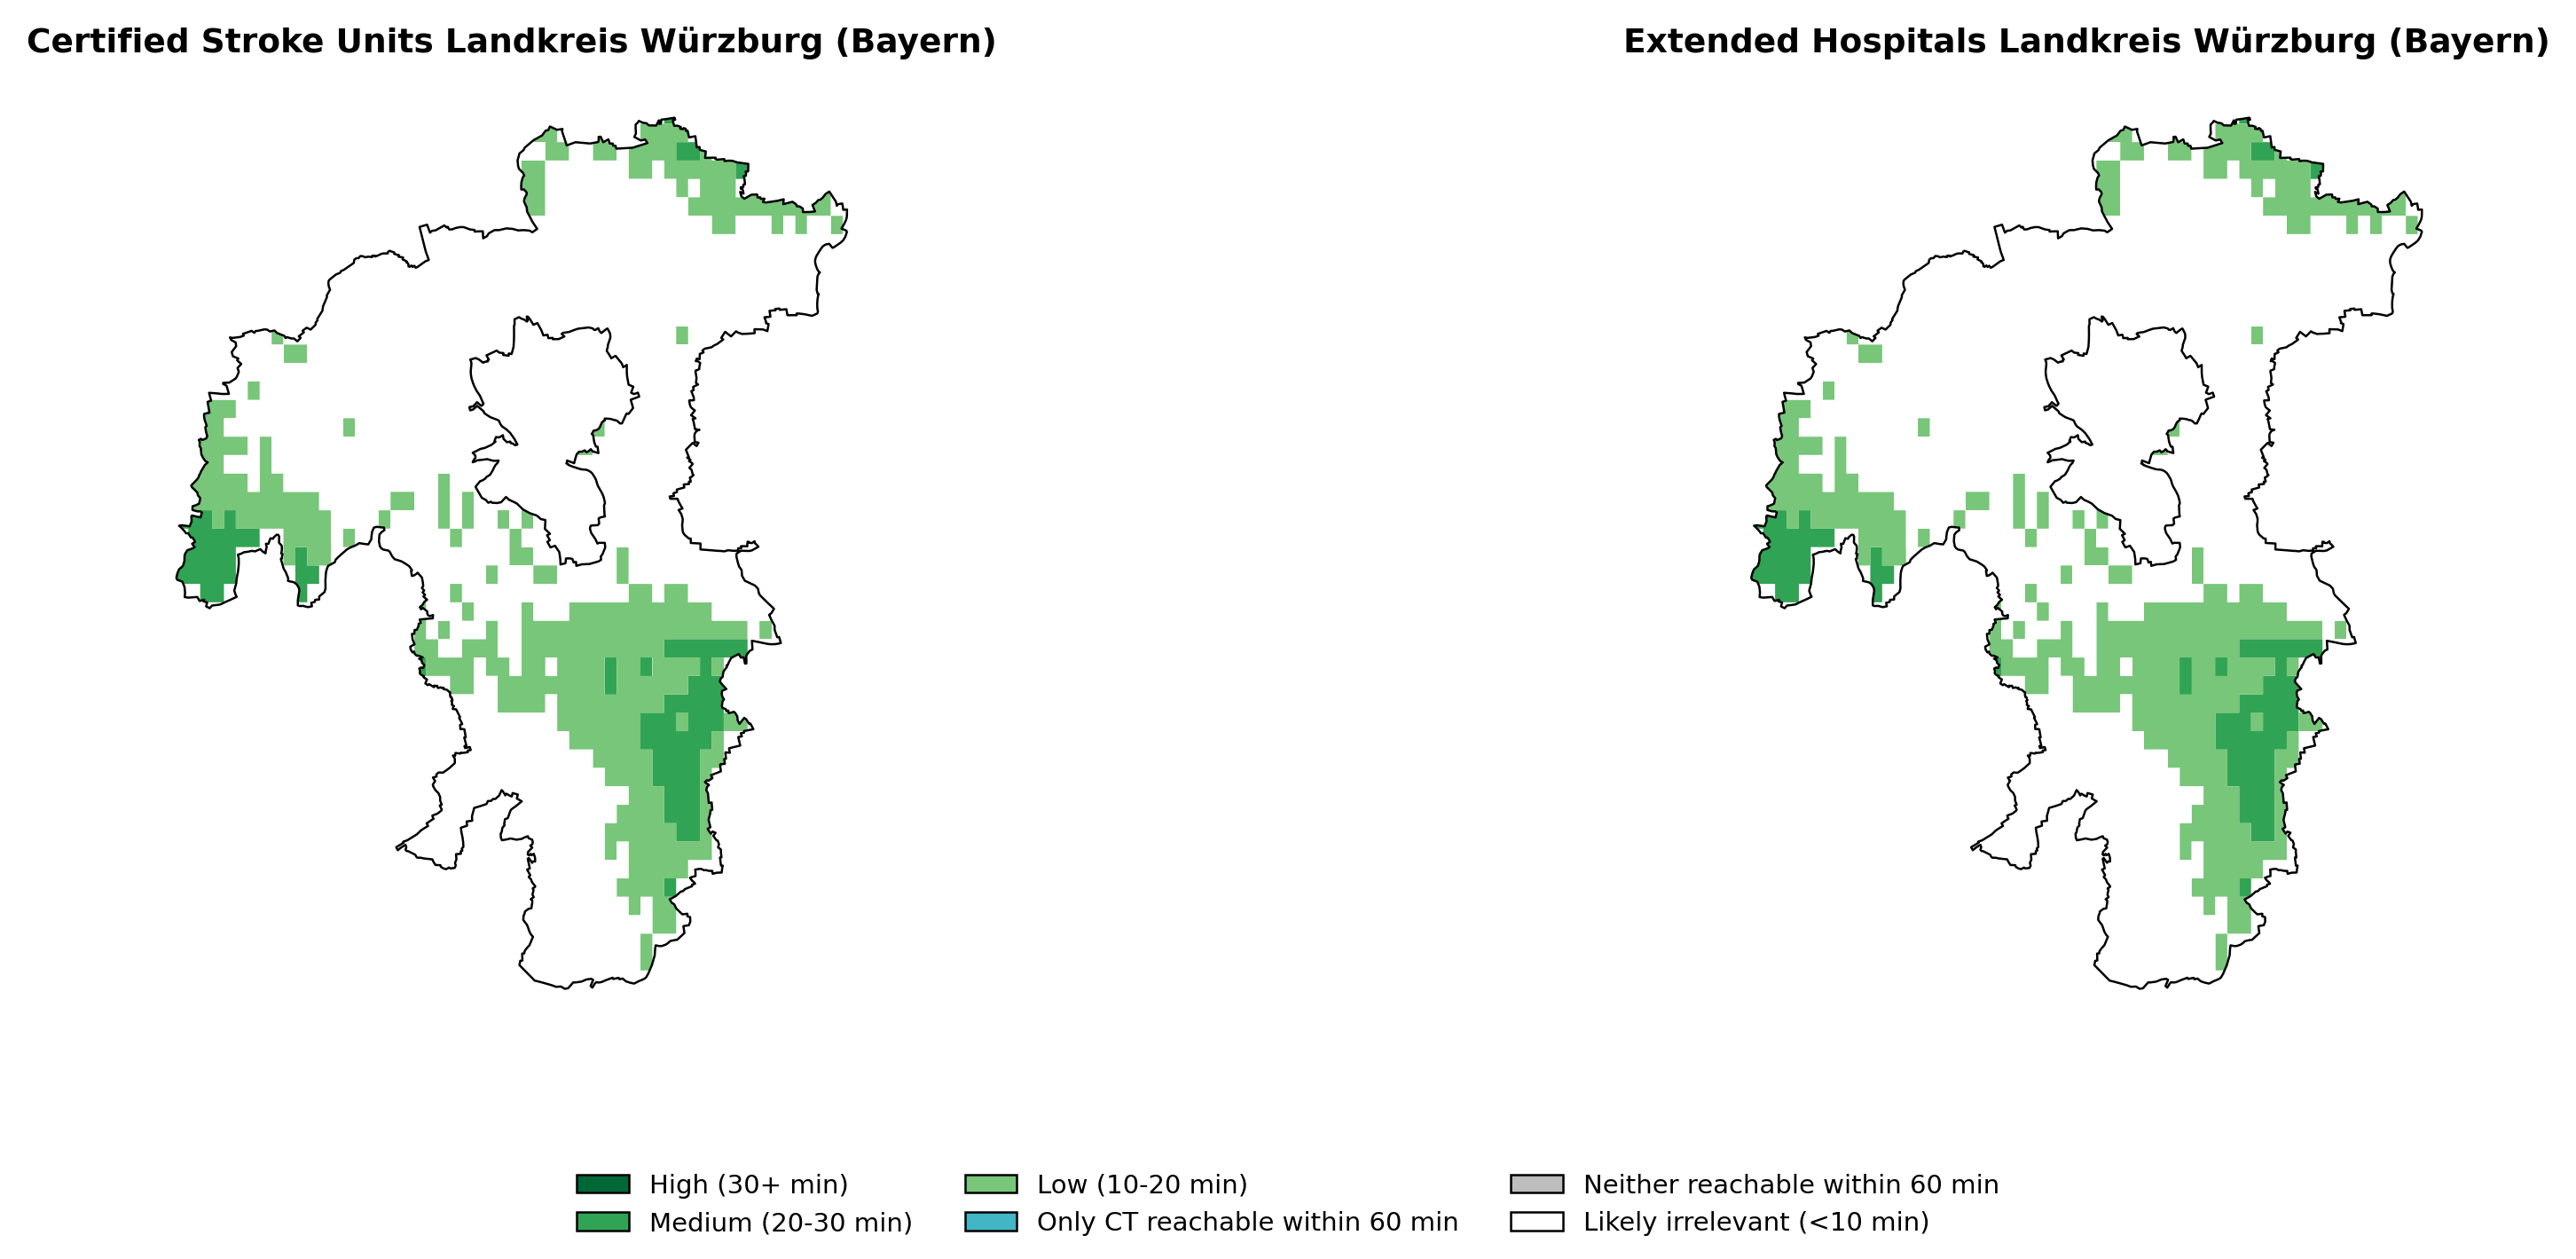 Certified Stroke Units Landkreis Würzburg (Bayern)
Extended Hospitals Landkreis Würzburg (Bayern)
High (30+ min)
Medium (20-30 min)
Low (10-20 min)
Only CT reachable within 60 min
Neither reachable within 60 min
Likely irrelevant (<10 min)